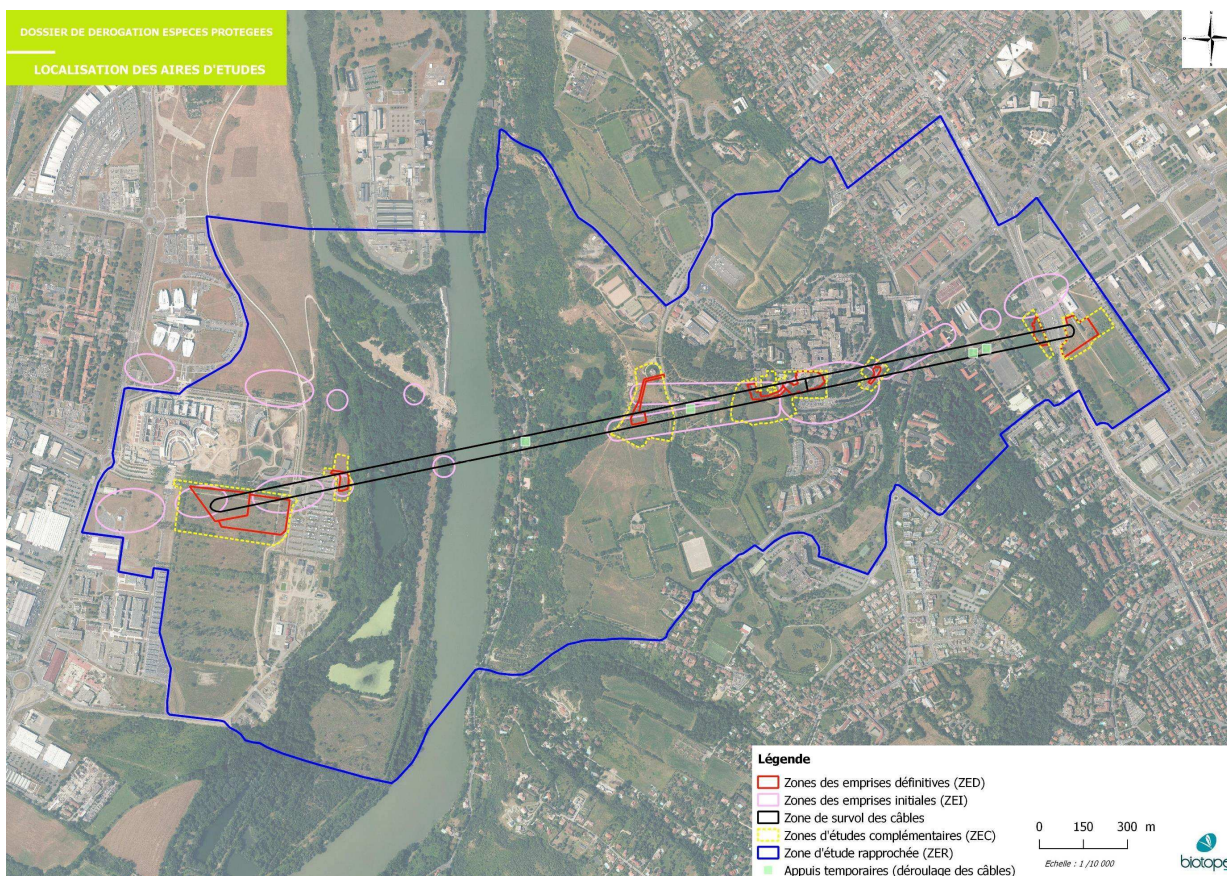 DOSSIER DE DEROGATION ESPECES PROTEGEES
LOCALISATION DES AIRES D'ETUDES
Légende
Zones des emprises définitives (ZED)
Zones des emprises initiales (ZEI)
Zone de survol des câbles
Zones d'études complémentaires (ZEC)
Zone d'étude rapprochée (ZER)
Appuis temporaires (déroulage des câbles)
0 150 300 m
Echelle : 1 /10 000
biotope